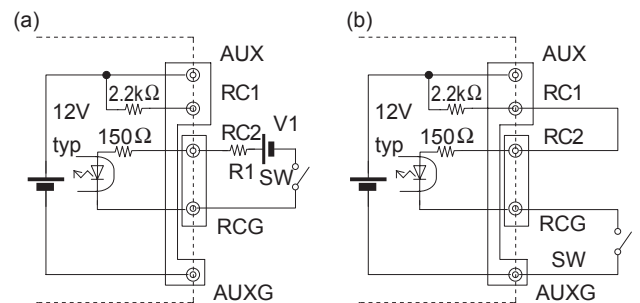 (a)
AUX
2.2kΩ
RC1
12V
V1
typ
150Ω
RC2
R1
SW
RCG
AUXG
(b)
AUX
2.2kΩ
RC1
12V
typ
150Ω
RC2
RCG
SW
AUXG